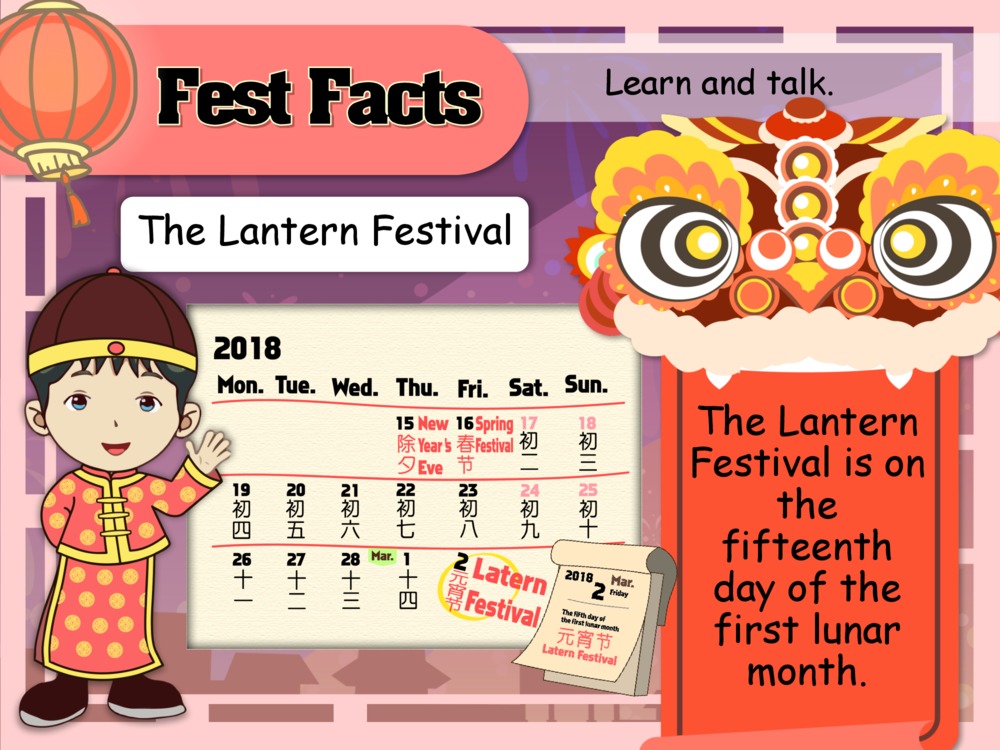 Fest Facts
Learn and talk.
The Lantern Festival
2018
Mon. Tue. Wed. Thu. Fri. Sat. Sun.
15 New Year's Eve 除夕 16 Spring Festival 春节 17 初二 18 初三
19 初四 20 初五 21 初六 22 初七 23 初八 24 初九 25 初十
26 十一 27 十二 28 十三 Mar. 1 十四 2 元宵节 Latern Festival
2018 2 Mar. Friday
The fifth day of
the first lunar month
元宵节
Latern Festival
The Lantern
Festival is on
the
fifteenth
day of the
first lunar
month.